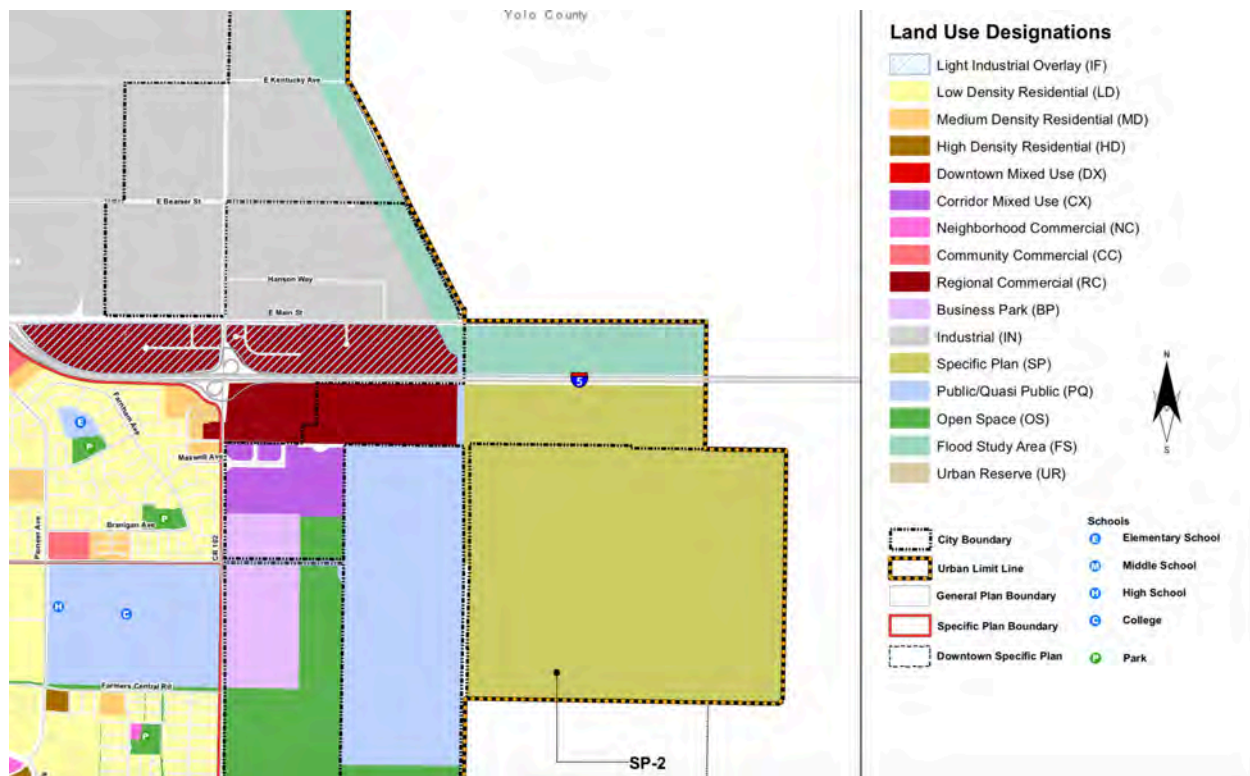 Yolo County
E Kentucky Ave
E Beamer St
Hanson Way
E Main St
5
Farnham Ave
E
P
Maxwell Ave
P
Branigan Ave
Pioneer Ave
CR 102
H
C
Farmers Central Rd
P
SP-2
Land Use Designations
Light Industrial Overlay (IF)
Low Density Residential (LD)
Medium Density Residential (MD)
High Density Residential (HD)
Downtown Mixed Use (DX)
Corridor Mixed Use (CX)
Neighborhood Commercial (NC)
Community Commercial (CC)
Regional Commercial (RC)
Business Park (BP)
Industrial (IN)
Specific Plan (SP)
Public/Quasi Public (PQ)
Open Space (OS)
Flood Study Area (FS)
Urban Reserve (UR)
N
S
City Boundary
Urban Limit Line
General Plan Boundary
Specific Plan Boundary
Downtown Specific Plan
Schools
E Elementary School
M Middle School
H High School
C College
P Park